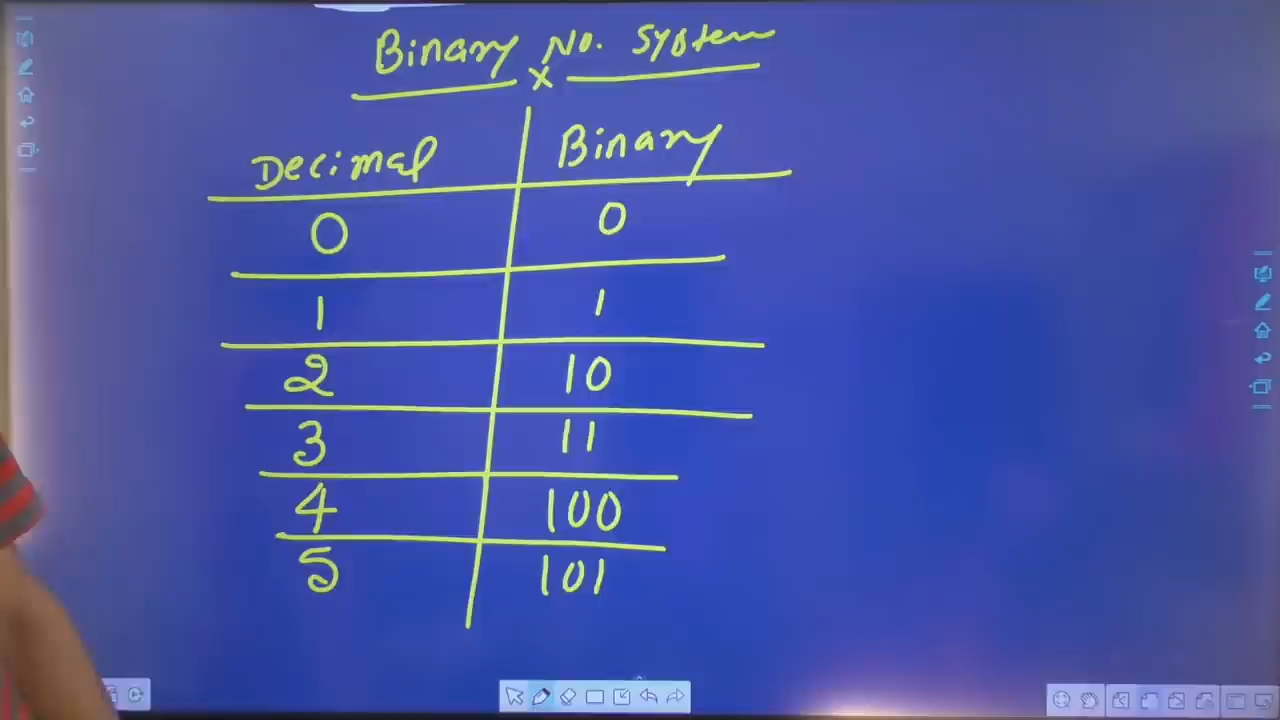 Binary No. System
x
Decimal Binary
0 0
1 1
2 10
3 11
4 100
5 101